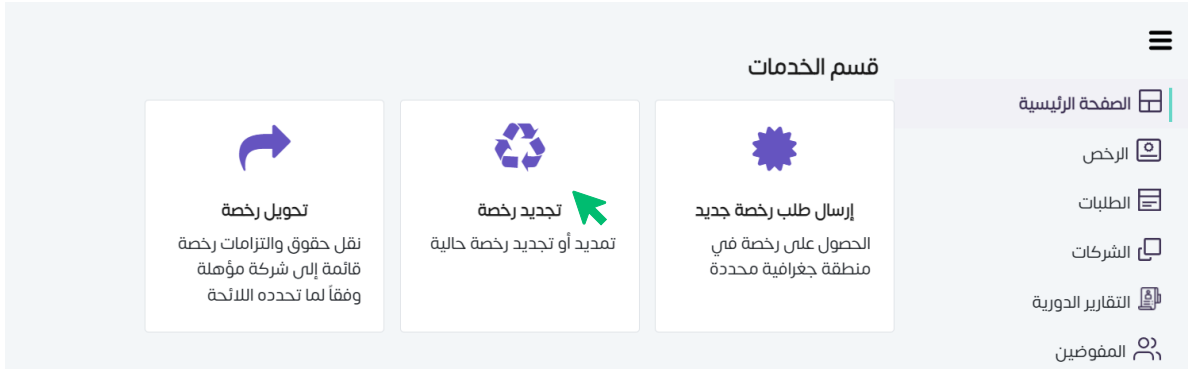 قسم الخدمات
الصفحة الرئيسية
الرخص
الطلبات
الشركات
التقارير الدورية
المفوضين
إرسال طلب رخصة جديد
الحصول على رخصة في
منطقة جغرافية محددة
تجديد رخصة
تمديد أو تجديد رخصة حالية
تحويل رخصة
نقل حقوق والتزامات رخصة
قائمة إلى شركة مؤهلة
وفقاً لما تحدده اللائحة